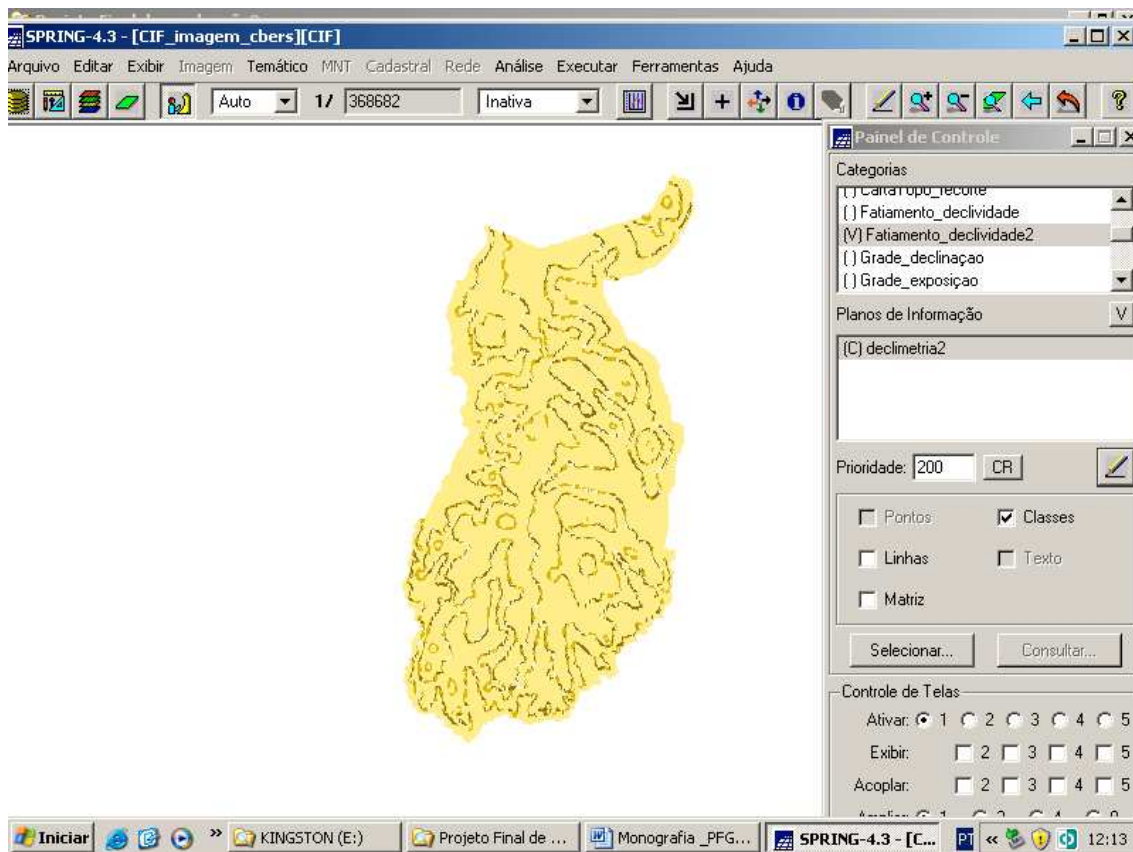 SPRING-4.3 - [CIF_imagem_cbers][CIF]
Arquivo Editar Exibir Imagem Temático MNT Cadastral Rede Análise Executar Ferramentas Ajuda
Auto 1/ 368682 Inativa
Painel de Controle
Categorias
( ) CartaTopo_recorte
( ) Fatiamento_declividade
(V) Fatiamento_declividade2
( ) Grade_declinaçao
( ) Grade_exposiçao
Planos de Informação V
(C) declimetria2
Prioridade: 200 CR
Pontos Classes
Linhas Texto
Matriz
Selecionar... Consultar...
Controle de Telas
Ativar: 1 2 3 4 5
Exibir: 2 3 4 5
Acoplar: 2 3 4 5
Iniciar » KINGSTON (E:) Projeto Final de ... Monografia _PFG... SPRING-4.3 - [C... PT « 12:13